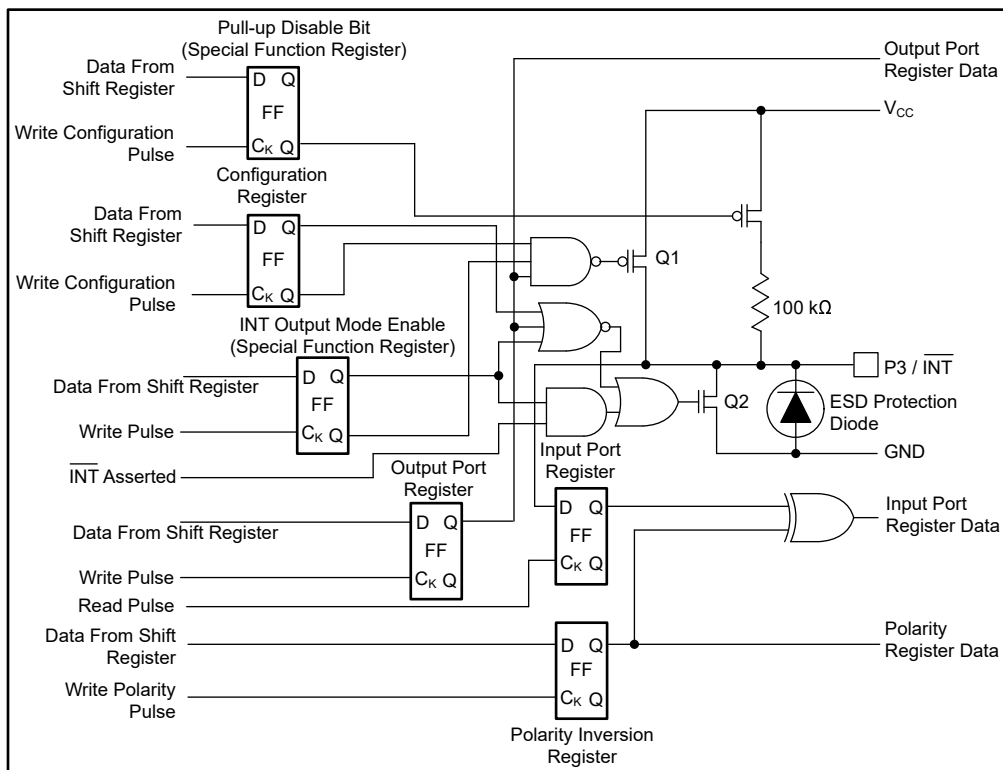 Pull-up Disable Bit
(Special Function Register)
Data From
Shift Register
D Q
FF
Write Configuration
Pulse
CK Q
Output Port
Register Data
VCC
Configuration
Register
Data From
Shift Register
D Q
FF
Write Configuration
Pulse
CK Q
Q1
100 kΩ
INT Output Mode Enable
(Special Function Register)
Data From Shift Register
D Q
FF
Write Pulse
CK Q
INT Asserted
P3 / INT
Q2
ESD Protection
Diode
GND
Output Port
Register
Data From Shift Register
D Q
FF
Write Pulse
CK Q
Read Pulse
Input Port
Register
D Q
FF
CK Q
Input Port
Register Data
Data From Shift
Register
D Q
FF
Write Polarity
Pulse
CK Q
Polarity
Register Data
Polarity Inversion
Register